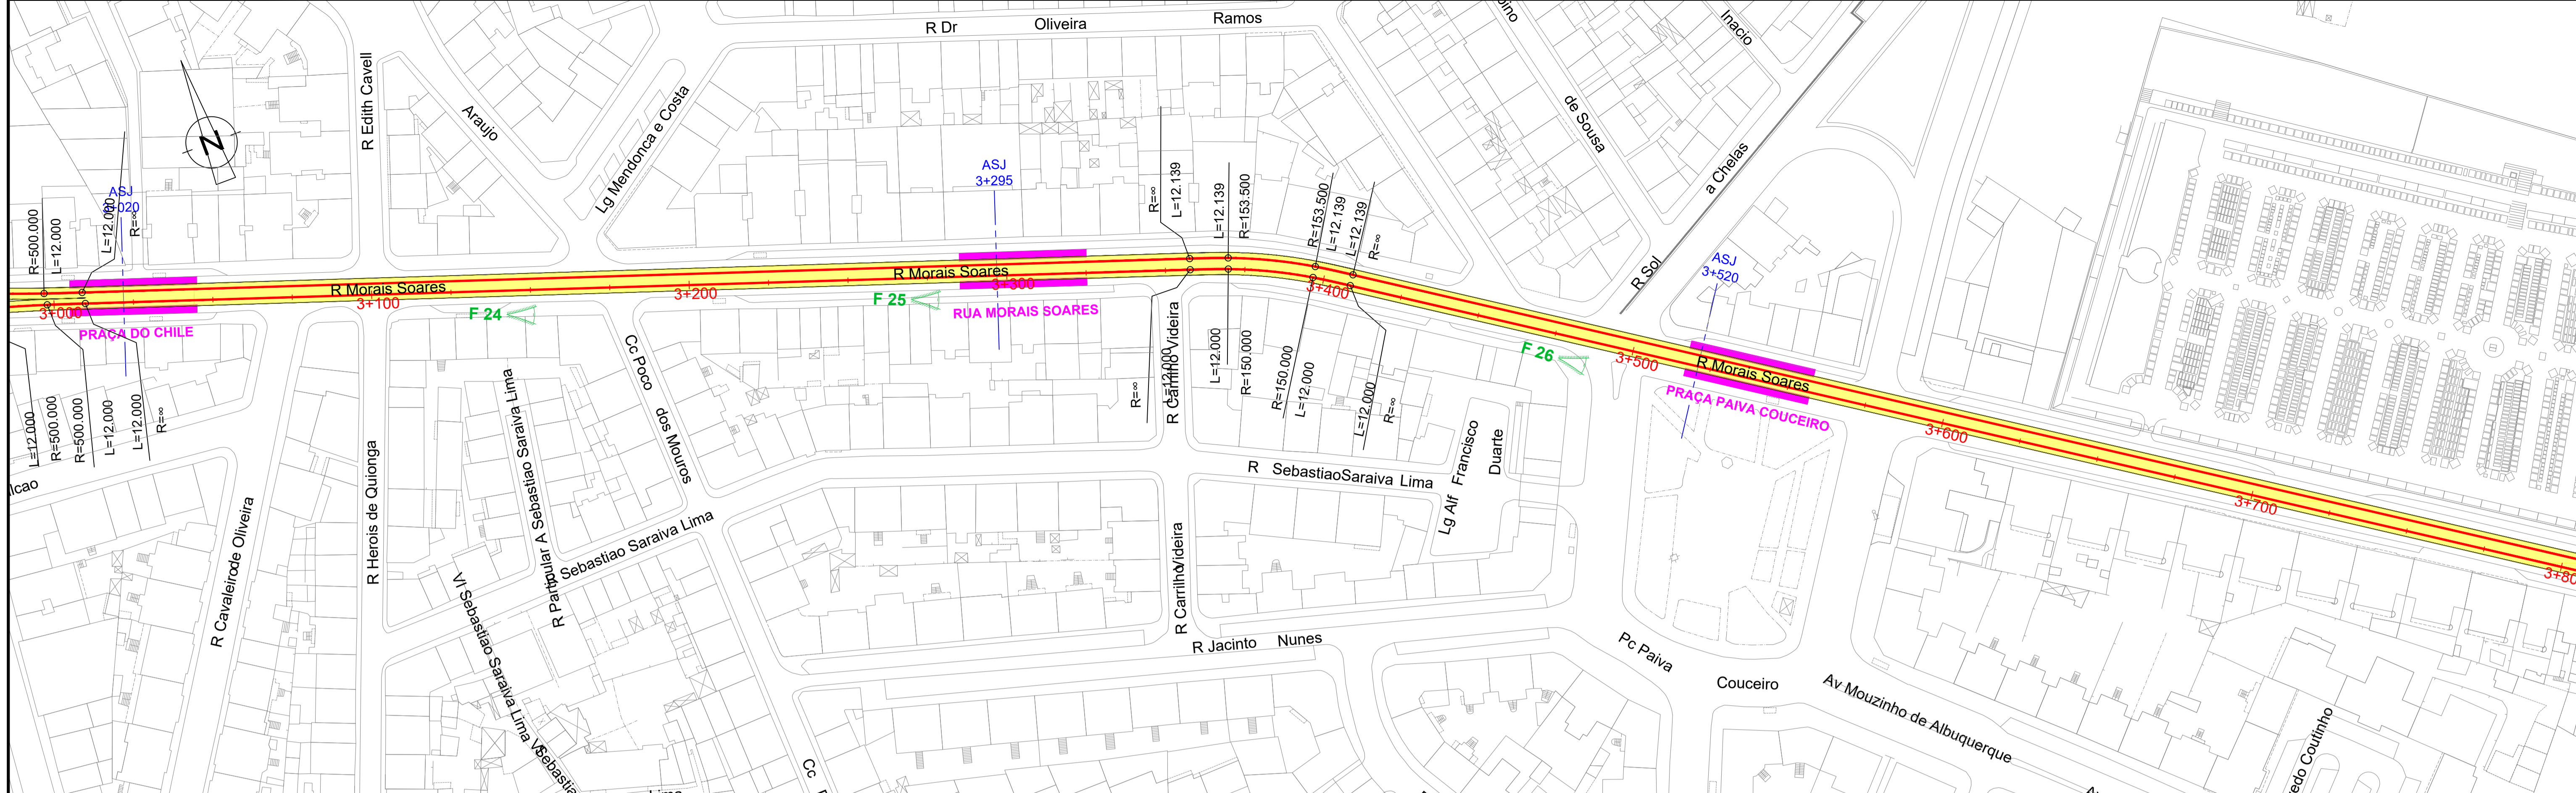 R Dr Oliveira Ramos
Inacio
R Edith Cavell
Araujo
Lg Mendonca e Costa
de Sousa
a Chelas
R Sol
N
ASJ
3+020
ASJ
3+295
ASJ
3+520
R=500.000
L=12.000
L=12.000
R=∞
R=∞
L=12.139
L=12.139
R=153.500
R=153.500
L=12.139
L=12.139
R=∞
R Morais Soares
R Morais Soares
R Morais Soares
3+000
3+100
3+200
3+300
3+400
3+500
3+600
3+700
3+80
F 24
F 25
F 26
PRAÇA DO CHILE
RUA MORAIS SOARES
PRAÇA PAIVA COUCEIRO
L=12.000
R=500.000
R=500.000
L=12.000
L=12.000
R=∞
R=∞
L=12.000
L=12.000
R=150.000
R=150.000
L=12.000
L=12.000
R=∞
lcao
R Cavaleiro de Oliveira
R Herois de Quionga
R Particular A Sebastiao Saraiva Lima
Cc Poco dos Mouros
R Camino Videira
R Carrilho Videira
R Sebastiao Saraiva Lima
Lg Alf Francisco
Duarte
Sebastiao Saraiva Lima
Vl Sebastiao Saraiva Lima
R Jacinto Nunes
Pc Paiva
Couceiro
Av Mouzinho de Albuquerque
edo Coutinho
Cc